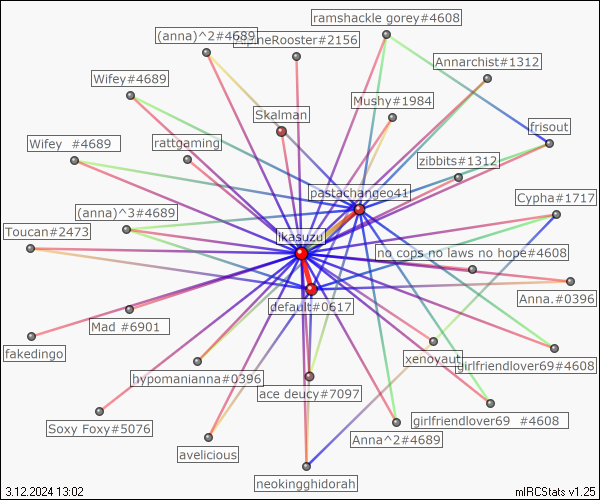 ramshackle gorey#4608
(anna)^2#4689
AlpineRooster#2156
Annarchist#1312
Wifey#4689
Mushy#1984
Skalman
frisout
Wifey  #4689
rattgaming
zibbits#1312
pastachangeo41
Cypha#1717
(anna)^3#4689
Toucan#2473
lkasuzu
no cops no laws no hope#4608
Anna.#0396
default#0617
Mad #6901
fakedingo
xenoyaut
girlfriendlover69#4608
hypomanianna#0396
ace deucy#7097
girlfriendlover69  #4608
Soxy Foxy#5076
Anna^2#4689
avelicious
neokingghidorah
3.12.2024 13:02
mIRCStats v1.25